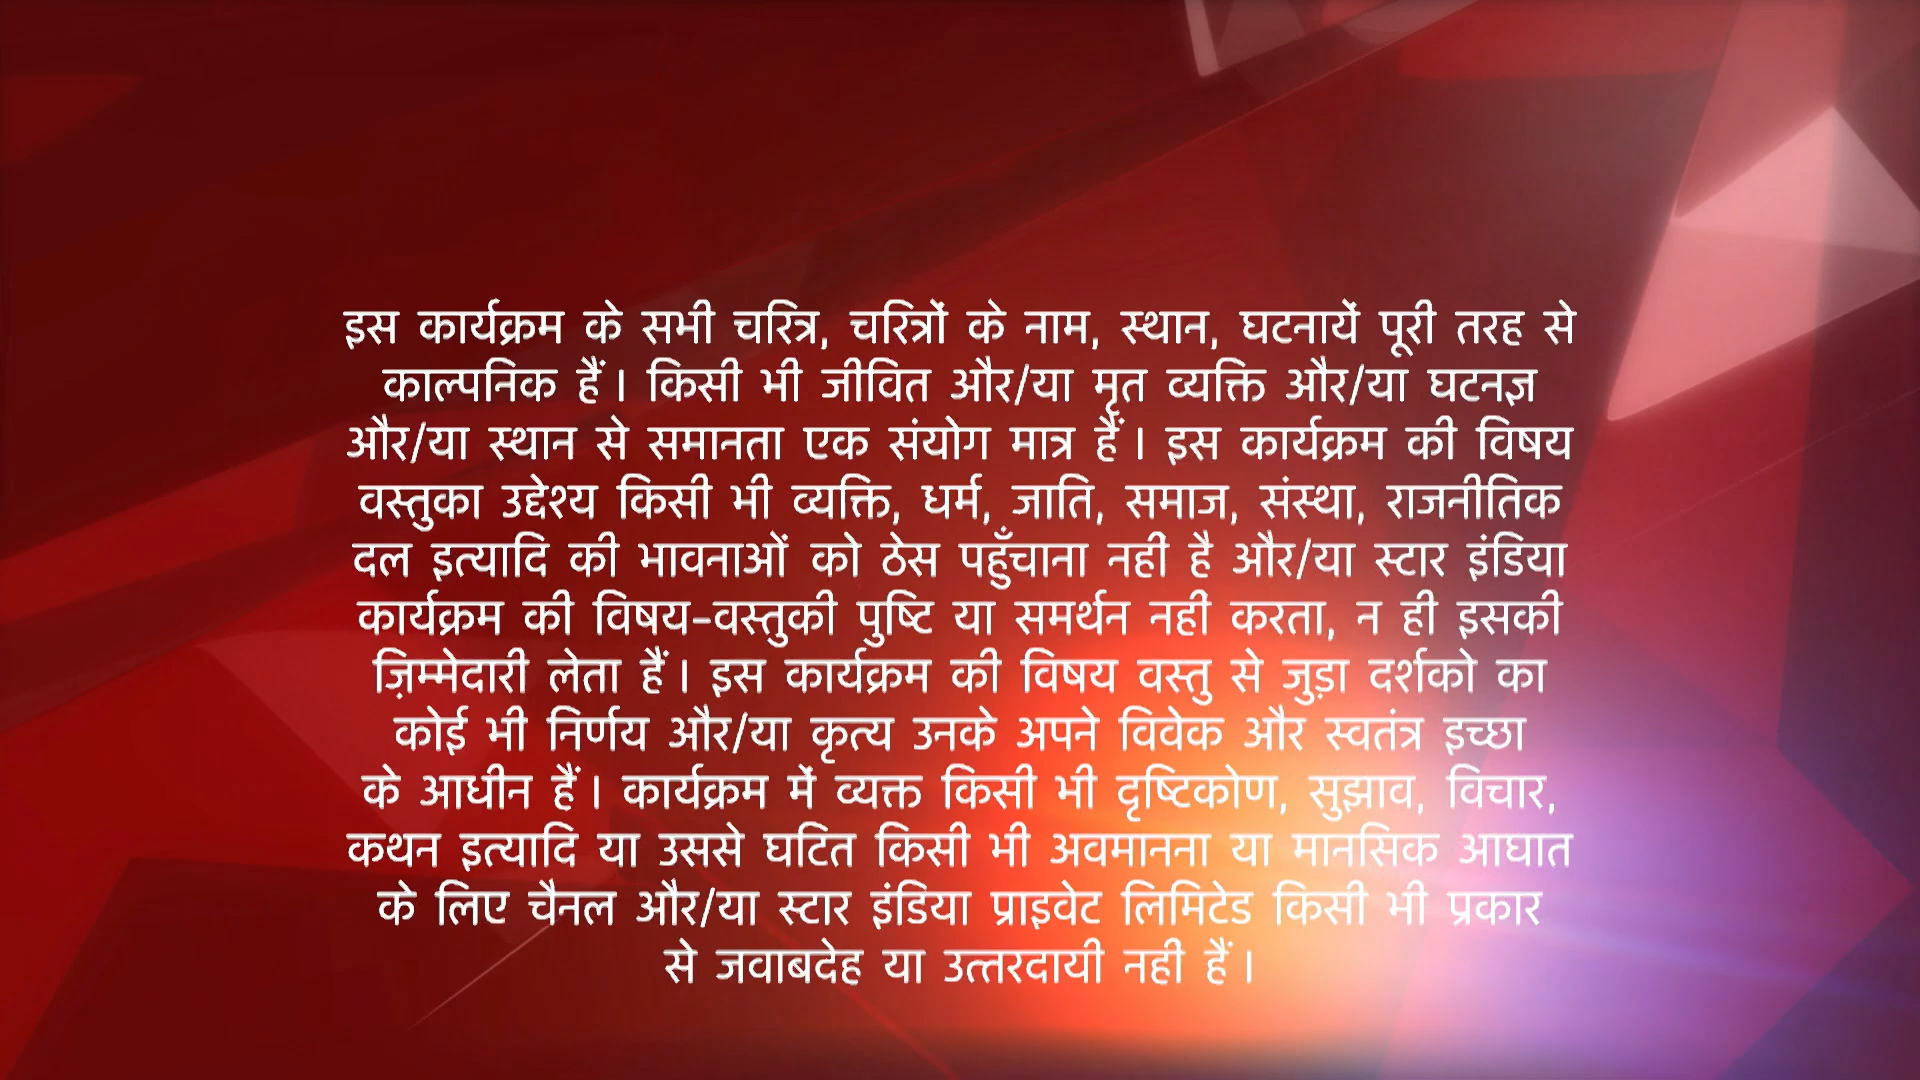 इस कार्यक्रम के सभी चरित्र, चरित्रों के नाम, स्थान, घटनायें पूरी तरह से
काल्पनिक हैं । किसी भी जीवित और/या मृत व्यक्ति और/या घटनज्ञ
और/या स्थान से समानता एक संयोग मात्र हैं । इस कार्यक्रम की विषय
वस्तुका उद्देश्य किसी भी व्यक्ति, धर्म, जाति, समाज, संस्था, राजनीतिक
दल इत्यादि की भावनाओं को ठेस पहुँचाना नहीं है और/या स्टार इंडिया
कार्यक्रम की विषय-वस्तुकी पुष्टि या समर्थन नहीं करता, न ही इसकी
ज़िम्मेदारी लेता हैं । इस कार्यक्रम की विषय वस्तु से जुड़ा दर्शको का
कोई भी निर्णय और/या कृत्य उनके अपने विवेक और स्वतंत्र इच्छा
के आधीन हैं । कार्यक्रम में व्यक्त किसी भी दृष्टिकोण, सुझाव, विचार,
कथन इत्यादि या उससे घटित किसी भी अवमानना या मानसिक आघात
के लिए चैनल और/या स्टार इंडिया प्राइवेट लिमिटेड किसी भी प्रकार
से जवाबदेह या उत्तरदायी नहीं हैं ।